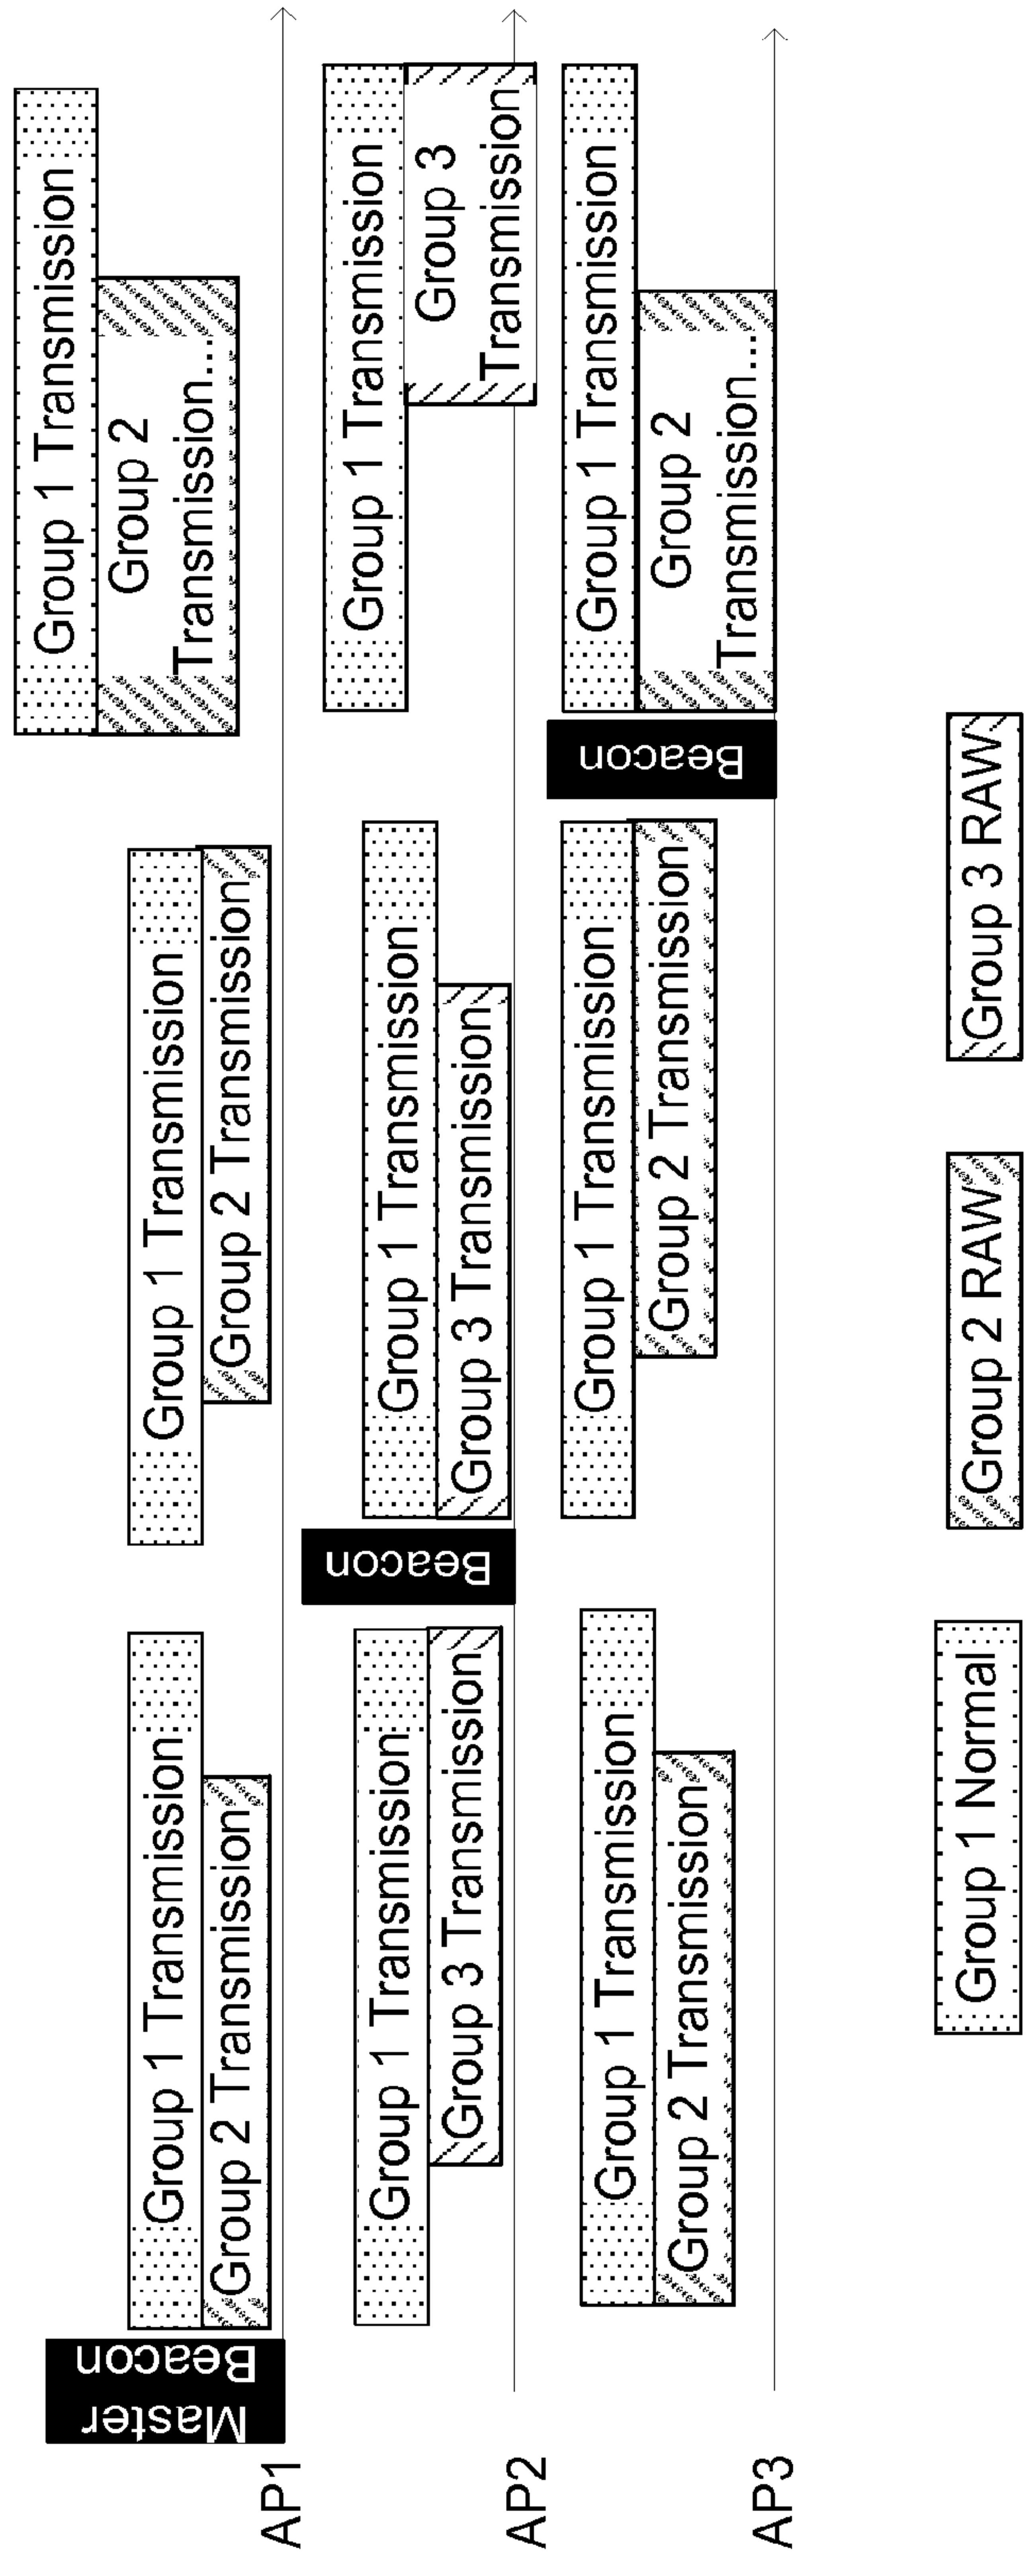 AP1
Master
Beacon
Group 1 Transmission
Group 2 Transmission
Group 1 Transmission
Group 2 Transmission
Group 1 Transmission
Group 2
Transmission...
AP2
Group 1 Transmission
Group 3 Transmission
Beacon
Group 1 Transmission
Group 3 Transmission
Group 1 Transmission
Group 3
Transmission
AP3
Group 1 Transmission
Group 2 Transmission
Group 1 Transmission
Group 2 Transmission
Beacon
Group 1 Transmission
Group 2
Transmission...
Group 1 Normal
Group 2 RAW
Group 3 RAW